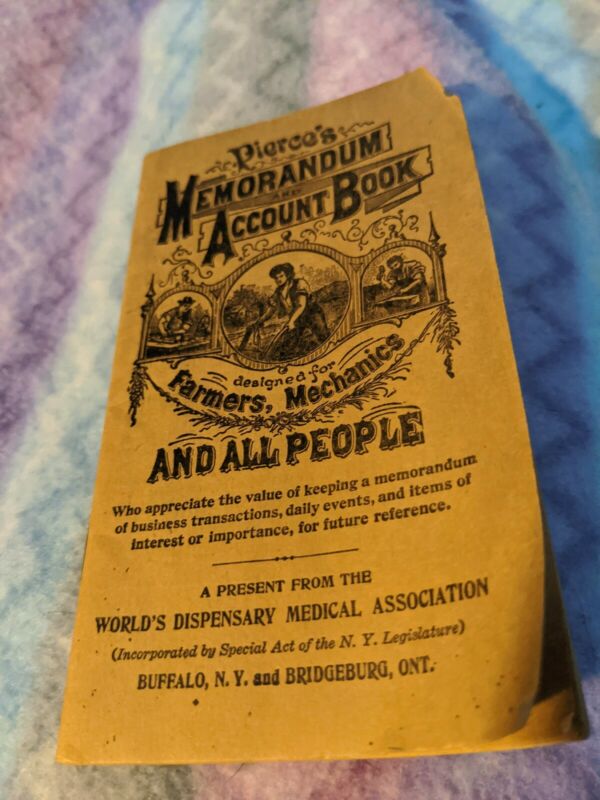 Pierce's
MEMORANDUM
AND
ACCOUNT BOOK
designed for
Farmers, Mechanics
AND ALL PEOPLE
Who appreciate the value of keeping a memorandum
of business transactions, daily events, and items of
interest or importance, for future reference.
A PRESENT FROM THE
WORLD'S DISPENSARY MEDICAL ASSOCIATION
(Incorporated by Special Act of the N. Y. Legislature)
BUFFALO, N. Y. and BRIDGEBURG, ONT.